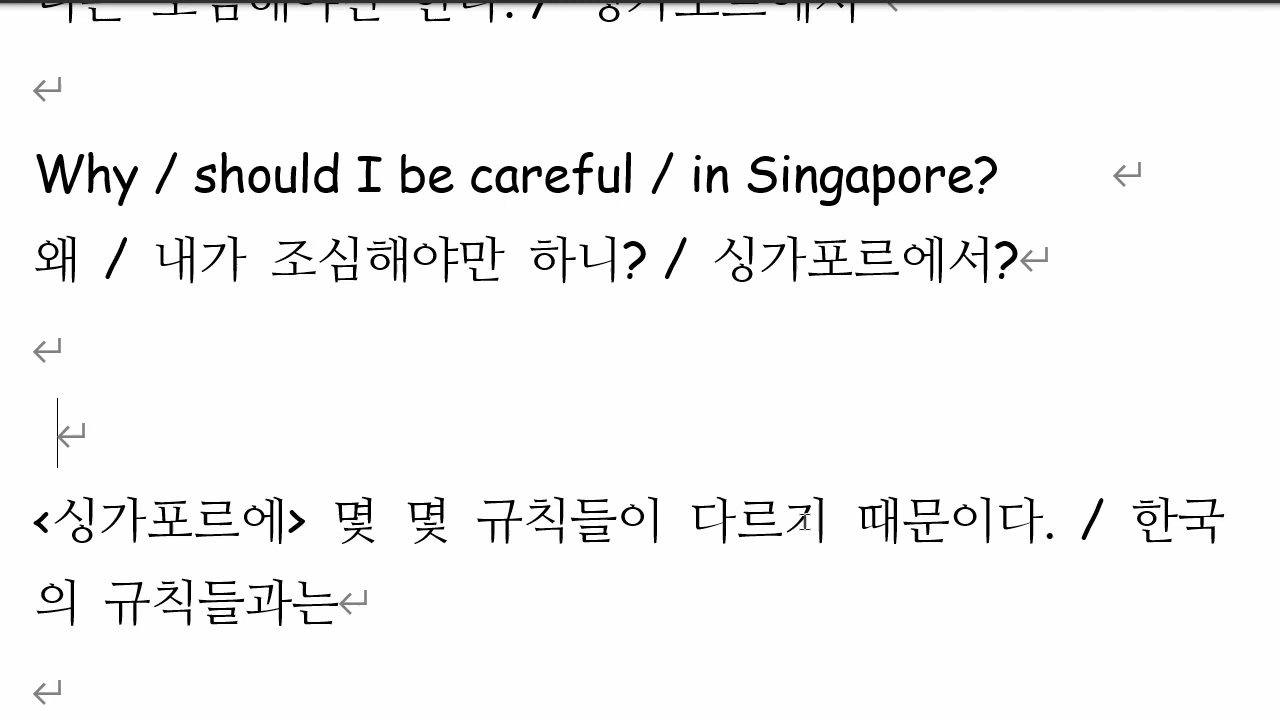 Why / should I be careful / in Singapore?
왜 / 내가 조심해야만 하니? / 싱가포르에서?
<싱가포르에> 몇 몇 규칙들이 다르기 때문이다. / 한국
의 규칙들과는